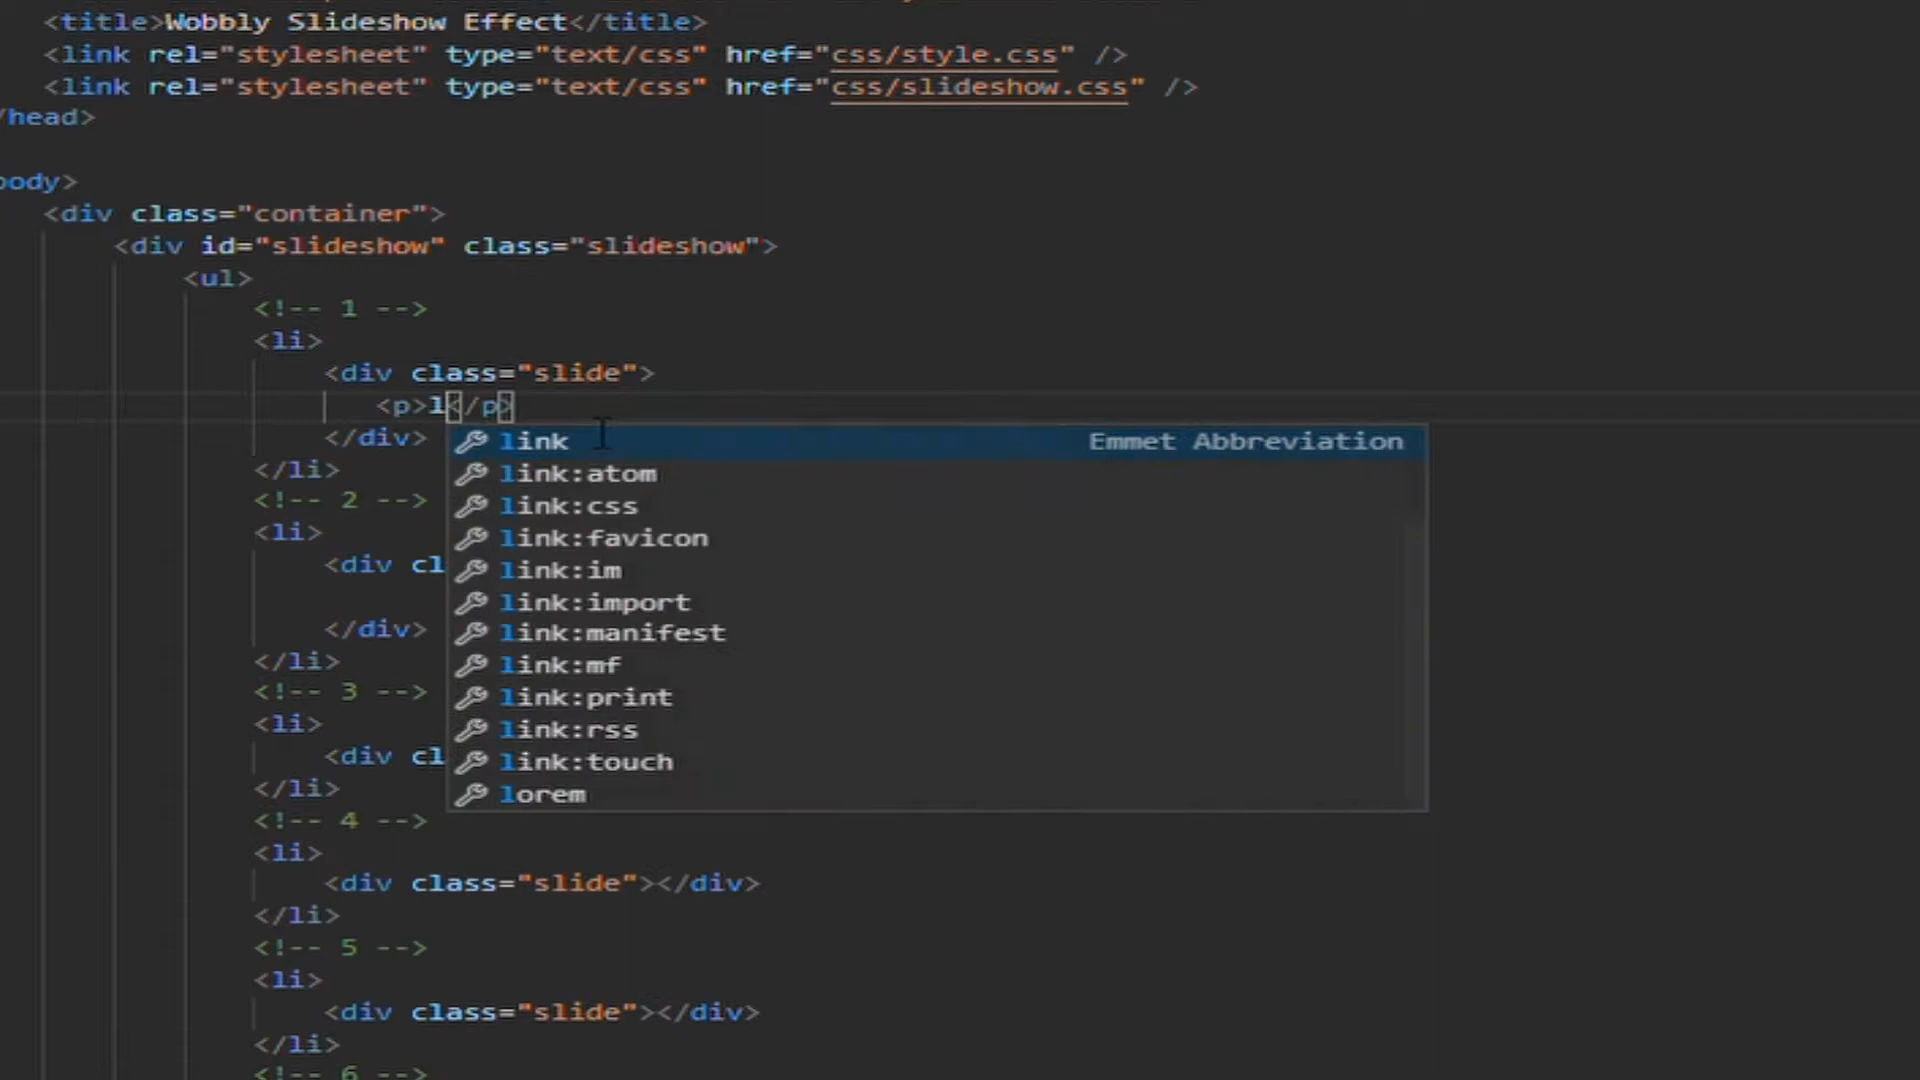 <title>Wobbly Slideshow Effect</title>
<link rel="stylesheet" type="text/css" href="css/style.css" />
<link rel="stylesheet" type="text/css" href="css/slideshow.css" />
/head>
body>
<div class="container">
<div id="slideshow" class="slideshow">
<ul>
<!-- 1 -->
<li>
<div class="slide">
<p>l</p>
</div>
link Emmet Abbreviation
link:atom
link:css
link:favicon
link:im
link:import
link:manifest
link:mf
link:print
link:rss
link:touch
lorem
</li>
<!-- 2 -->
<li>
<div cl
</div>
</li>
<!-- 3 -->
<li>
<div cl
</li>
<!-- 4 -->
<li>
<div class="slide"></div>
</li>
<!-- 5 -->
<li>
<div class="slide"></div>
</li>
<!-- 6 -->